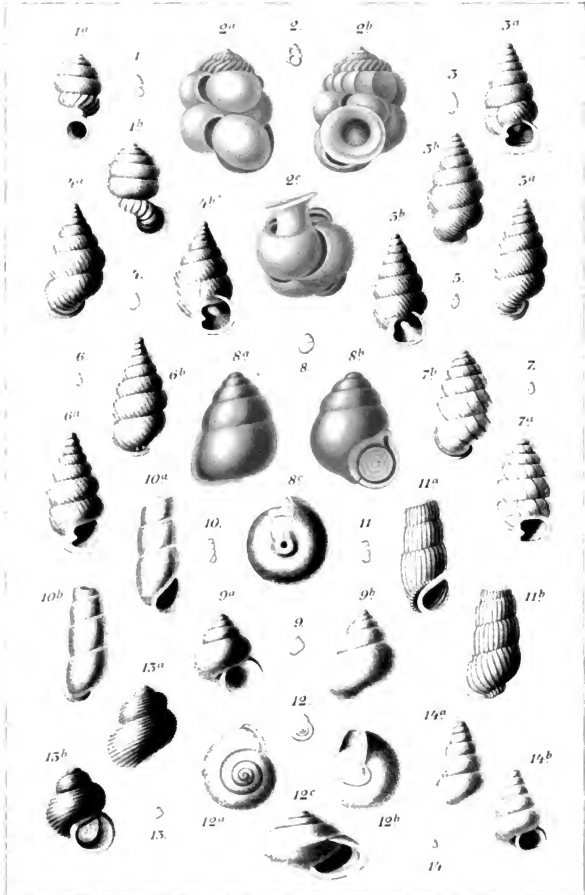 1a 1. 2a 2. 2b 3. 3a
1b 3b
4a 4b 2c 5b 5a
4. 5.
6. 6b 8a 8. 8b 7b 7.
6a 7a
10a 10. 8c 11. 11a
10b 9a 9. 9b 11b
13a 12. 14a
13b 12c 14b
13. 12a 12b 14.